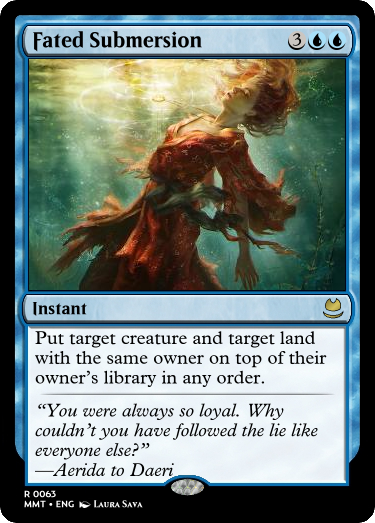 Fated Submersion 3
Instant
Put target creature and target land
with the same owner on top of their
owner's library in any order.
“You were always so loyal. Why
couldn't you have followed the lie like
everyone else?”
—Aerida to Daeri
R 0063
MMT • ENG Laura Sava